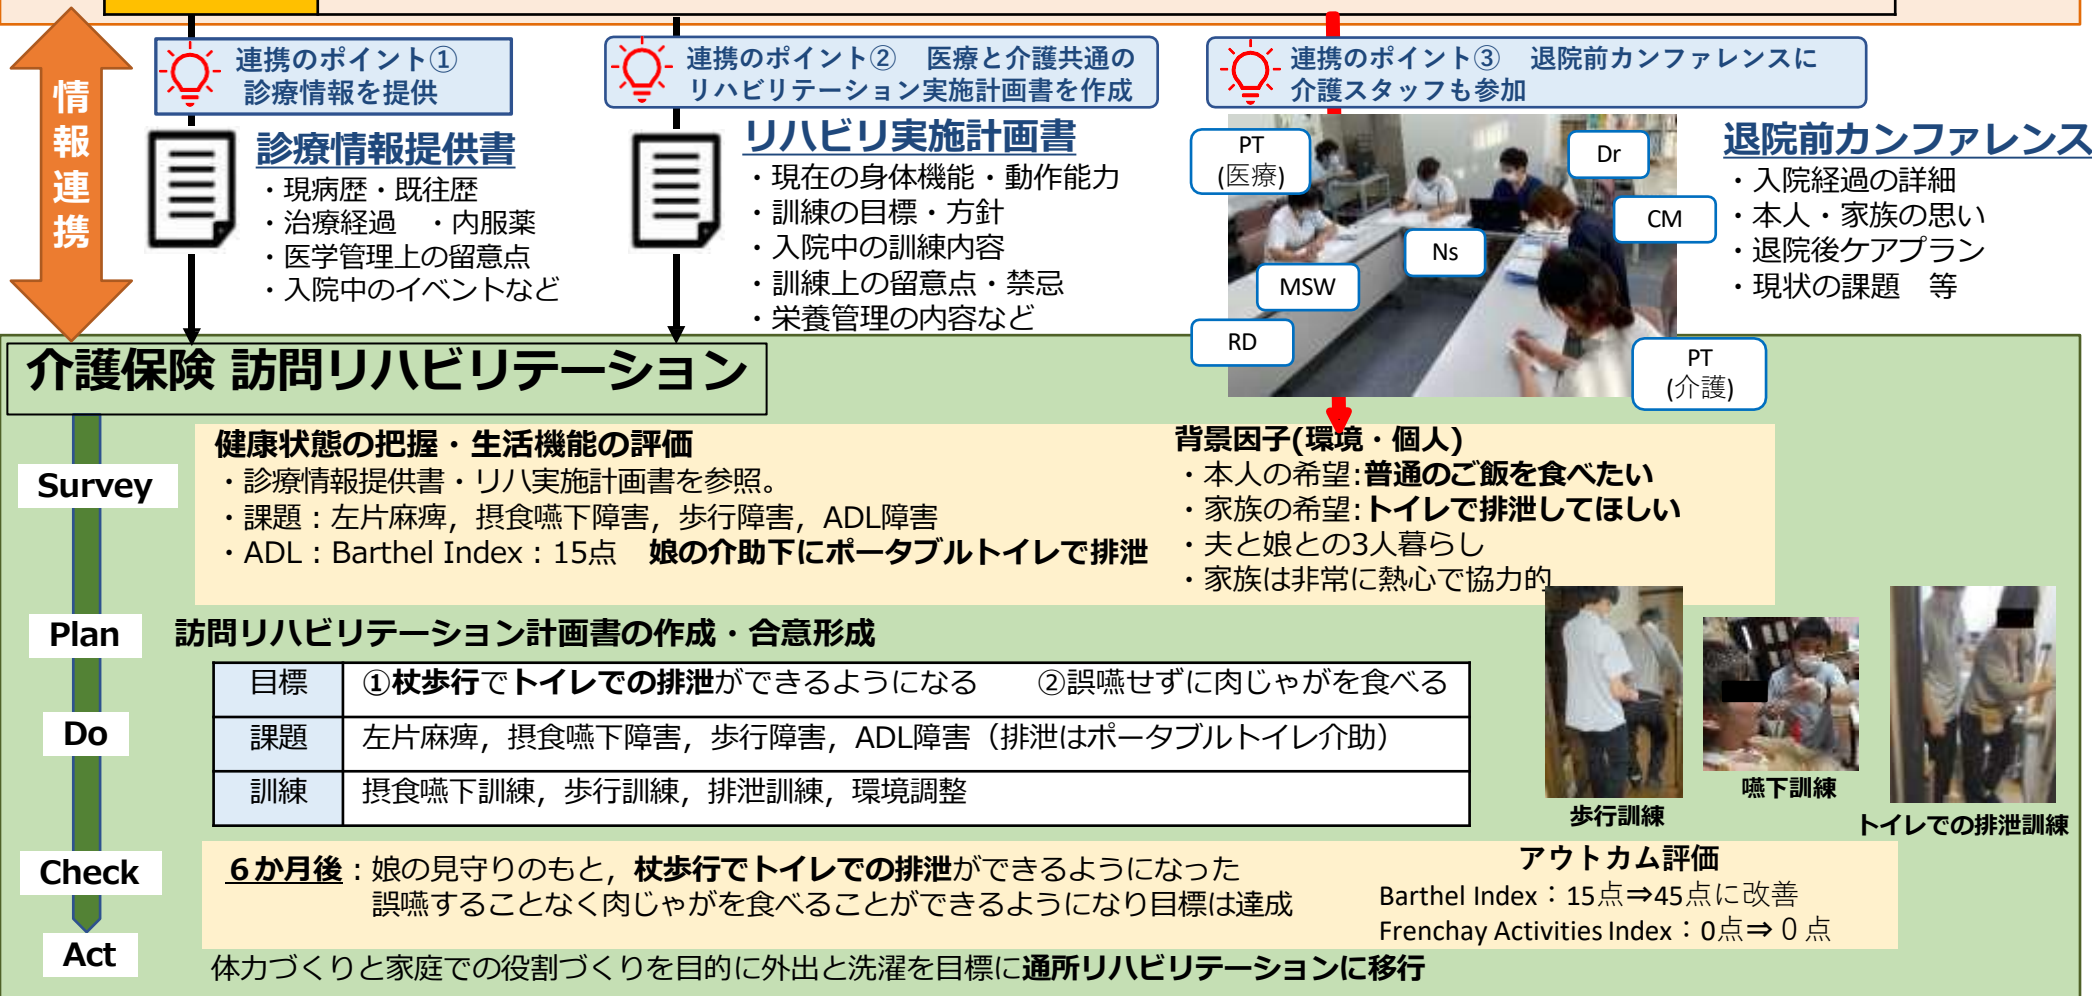 情報連携
連携のポイント①
診療情報を提供
診療情報提供書
・現病歴・既往歴
・治療経過　・内服薬
・医学管理上の留意点
・入院中のイベントなど
連携のポイント②　医療と介護共通の
リハビリテーション実施計画書を作成
リハビリ実施計画書
・現在の身体機能・動作能力
・訓練の目標・方針
・入院中の訓練内容
・訓練上の留意点・禁忌
・栄養管理の内容など
連携のポイント③　退院前カンファレンスに
介護スタッフも参加
PT
(医療)
Dr
CM
Ns
MSW
RD
PT
(介護)
退院前カンファレンス
・入院経過の詳細
・本人・家族の思い
・退院後ケアプラン
・現状の課題　等
介護保険 訪問リハビリテーション
Survey
健康状態の把握・生活機能の評価
・診療情報提供書・リハ実施計画書を参照。
・課題：左片麻痺，摂食嚥下障害，歩行障害，ADL障害
・ADL：Barthel Index：15点　娘の介助下にポータブルトイレで排泄
背景因子(環境・個人)
・本人の希望:普通のご飯を食べたい
・家族の希望:トイレで排泄してほしい
・夫と娘との3人暮らし
・家族は非常に熱心で協力的
Plan
訪問リハビリテーション計画書の作成・合意形成
目標　①杖歩行でトイレでの排泄ができるようになる　②誤嚥せずに肉じゃがを食べる
Do
課題　左片麻痺，摂食嚥下障害，歩行障害，ADL障害（排泄はポータブルトイレ介助）
訓練　摂食嚥下訓練，歩行訓練，排泄訓練，環境調整
歩行訓練
嚥下訓練
トイレでの排泄訓練
Check
６か月後：娘の見守りのもと，杖歩行でトイレでの排泄ができるようになった
誤嚥することなく肉じゃがを食べることができるようになり目標は達成
アウトカム評価
Barthel Index：15点⇒45点に改善
Frenchay Activities Index：0点⇒０点
Act
体力づくりと家庭での役割づくりを目的に外出と洗濯を目標に通所リハビリテーションに移行